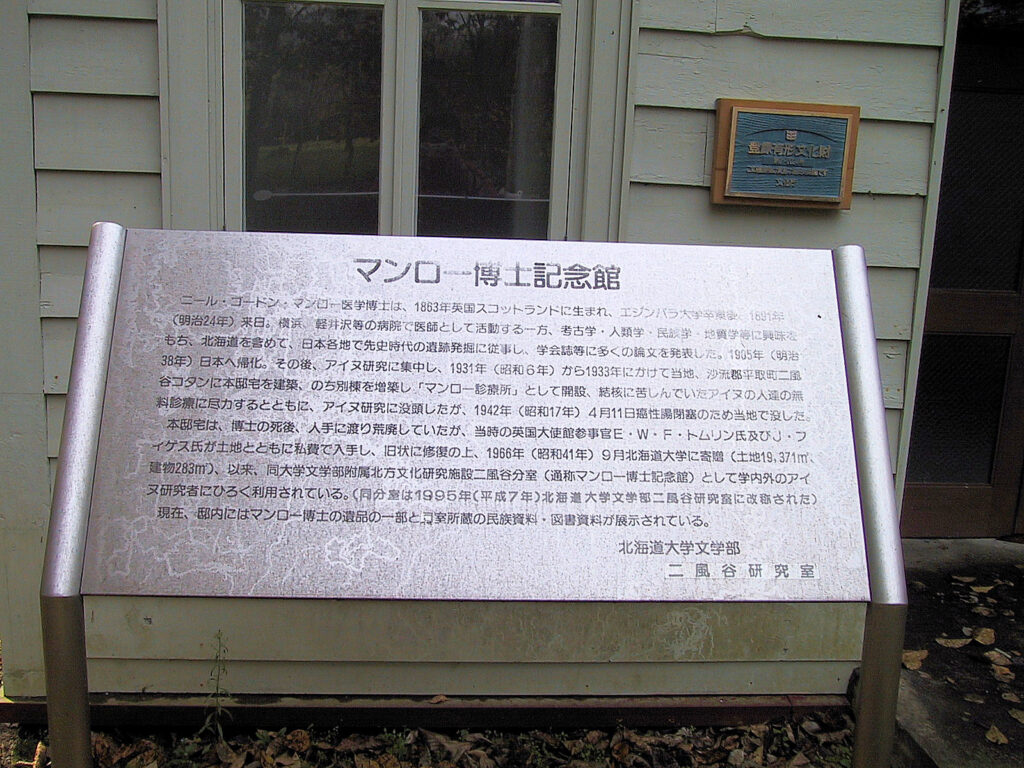 マンロー博士記念館
ニール・ゴードン・マンロー医学博士は、1863年英国スコットランドに生まれ、エジンバラ大学卒業後、1891年
(明治24年)来日。横浜、軽井沢等の病院で医師として活動する一方、考古学・人類学・民族学・地質学等に興味を
もち、北海道を含めて、日本各地で先史時代の遺跡発掘に従事し、学会誌等に多くの論文を発表した。1905年(明治
38年)日本へ帰化。その後、アイヌ研究に集中し、1931年(昭和6年)から1933年にかけて当地、沙流郡平取町二風
谷コタンに本邸宅を建築、のち別棟を増築し「マンロー診療所」として開設、結核に苦しんでいたアイヌの人達の無
料診療に尽力するとともに、アイヌ研究に没頭したが、1942年(昭和17年)4月11日癌性腸閉塞のため当地で没した。
本邸宅は、博士の死後、人手に渡り荒廃していたが、当時の英国大使館参事官E・W・F・トムリン氏及びJ・フ
ィゲス氏が土地とともに私費で入手し、旧状に修復の上、1966年(昭和41年)9月北海道大学に寄贈(土地19,371㎡、
建物283㎡)、以来、同大学文学部附属北方文化研究施設二風谷分室(通称マンロー博士記念館)として学内外のアイ
ヌ研究者にひろく利用されている。(同分室は1995年(平成7年)北海道大学文学部二風谷研究室に改称された)
現在、邸内にはマンロー博士の遺品の一部と 室所蔵の民族資料・図書資料が展示されている。
北海道大学文学部
二風谷研究室
登録有形文化財